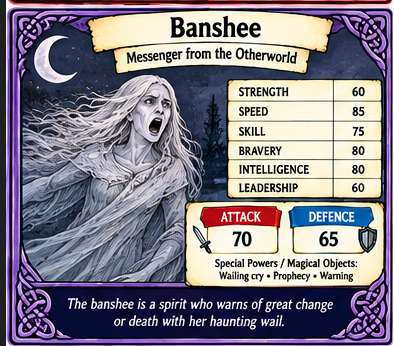 Banshee
Messenger from the Otherworld
STRENGTH 60
SPEED 85
SKILL 75
BRAVERY 80
INTELLIGENCE 80
LEADERSHIP 60
ATTACK DEFENCE
70 65
Special Powers / Magical Objects:
Wailing cry • Prophecy • Warning
The banshee is a spirit who warns of great change
or death with her haunting wail.